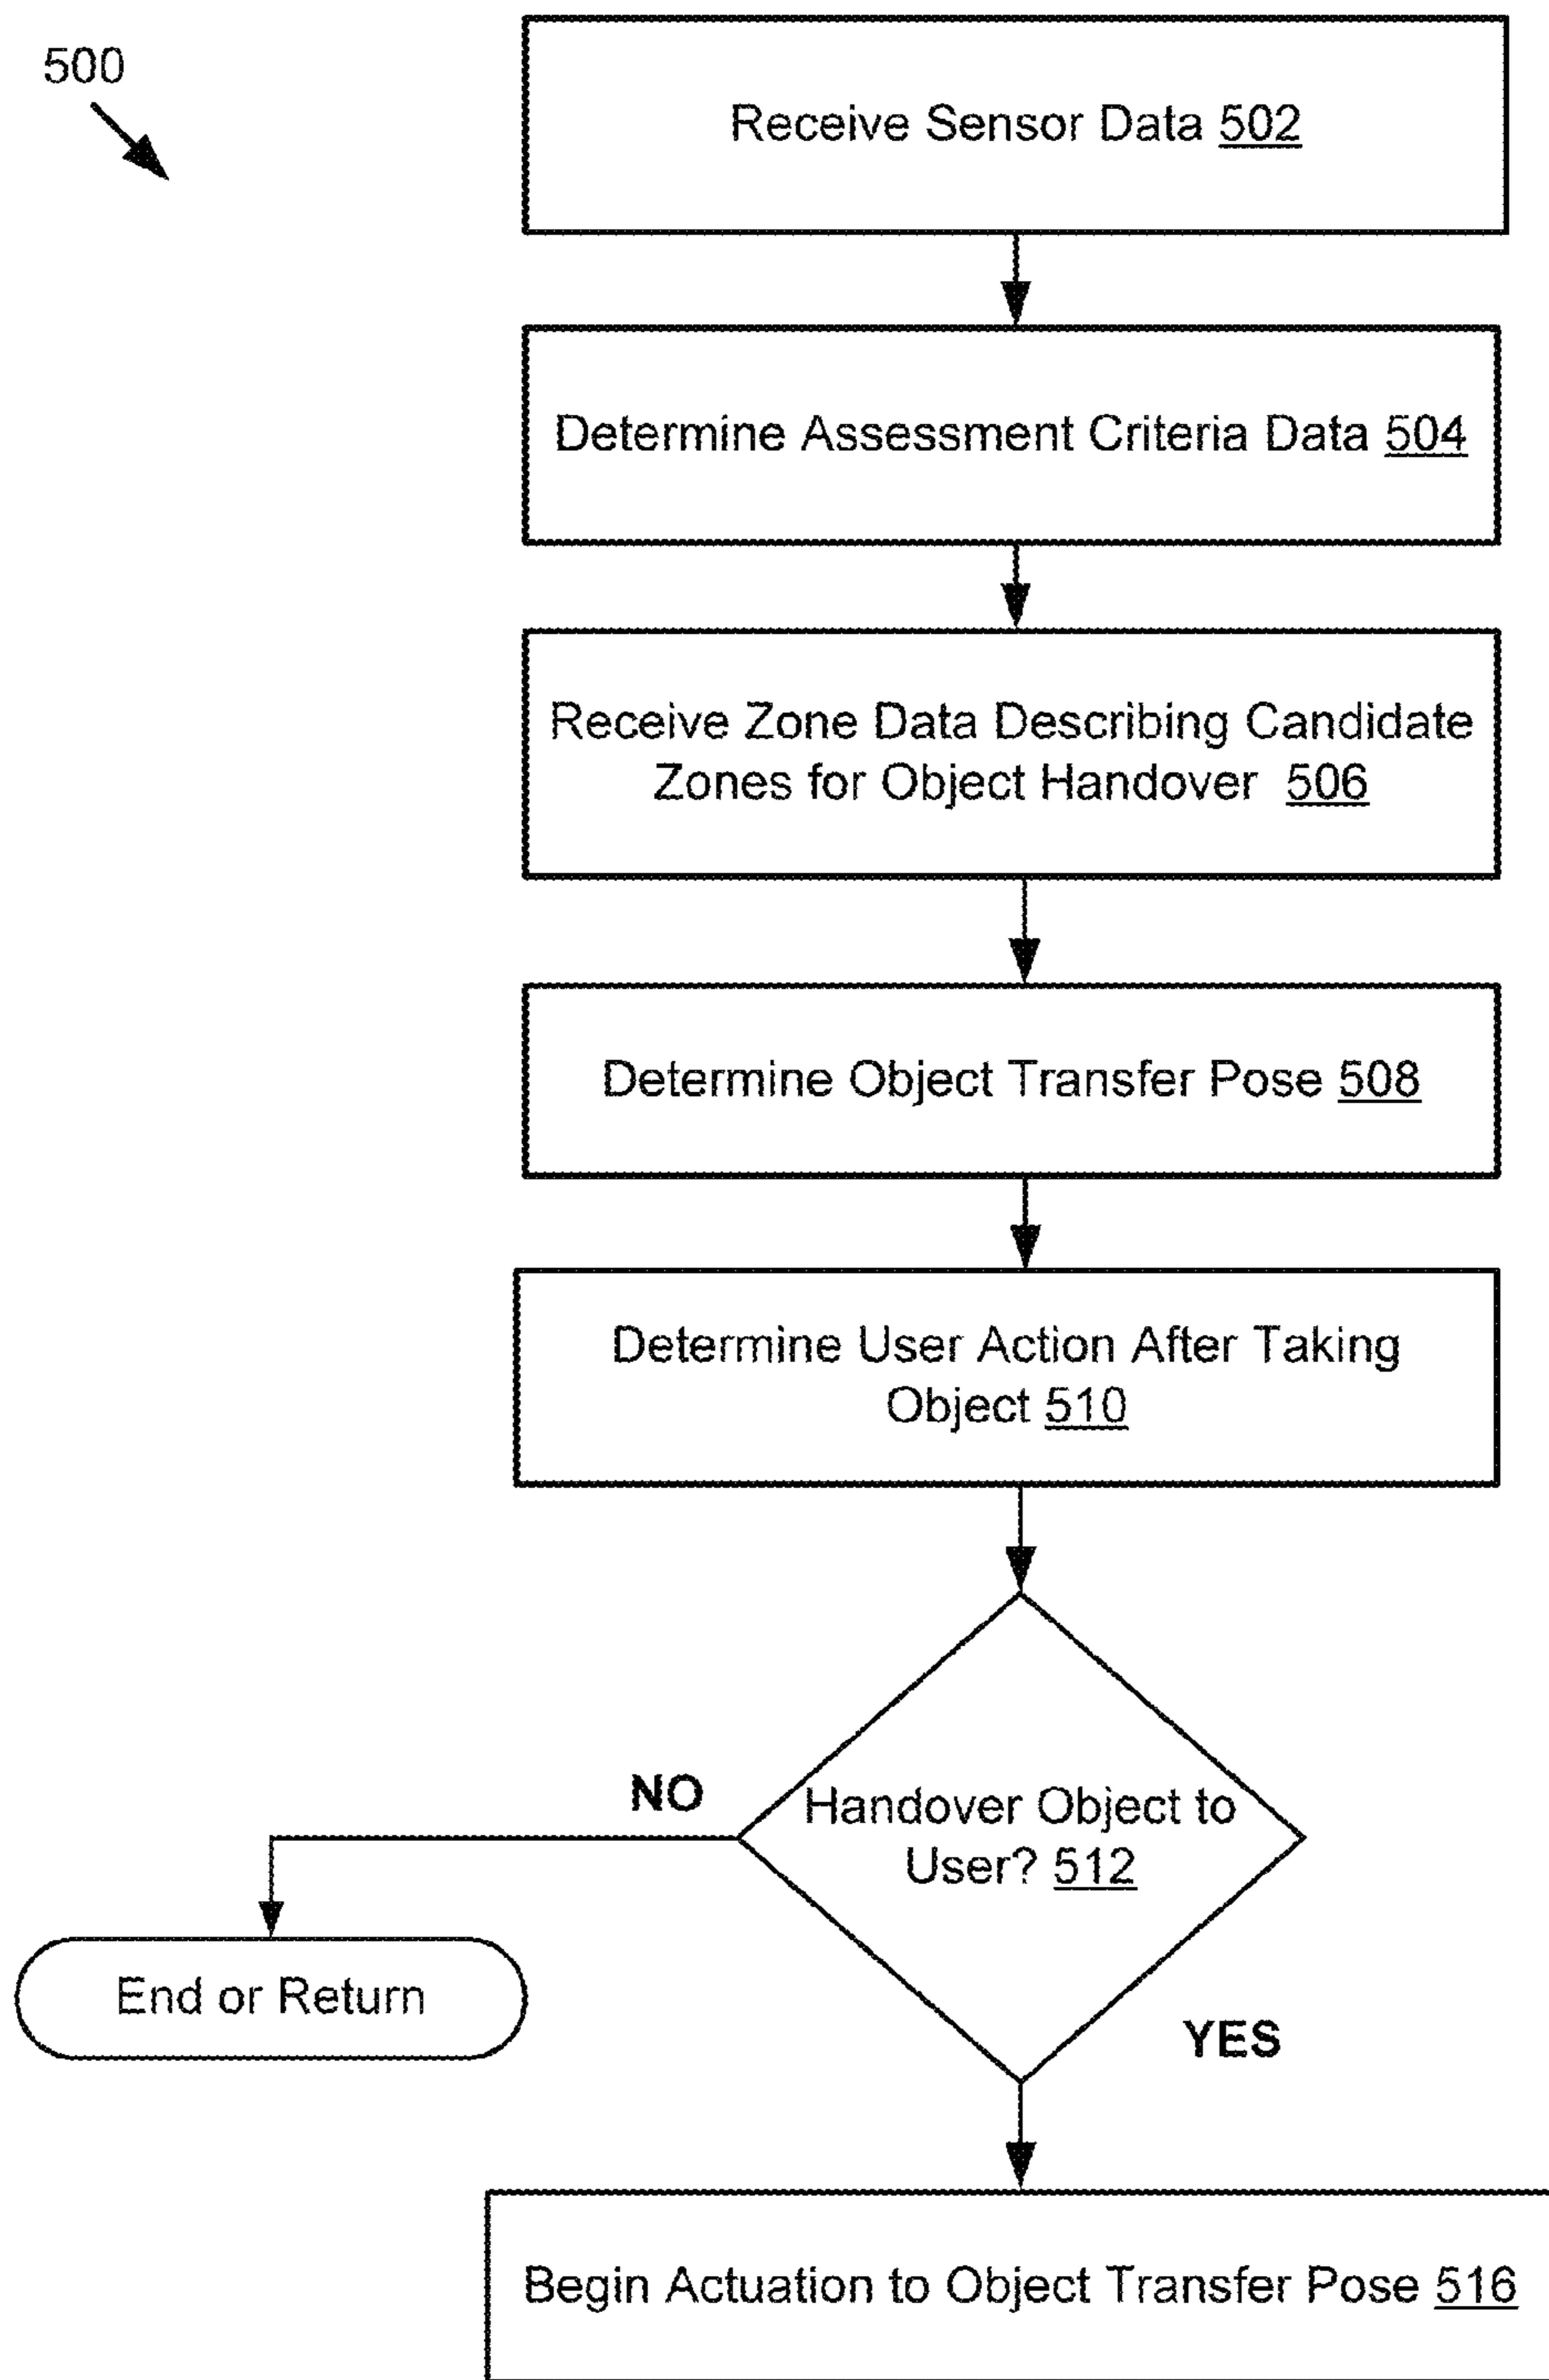 500
Receive Sensor Data 502
Determine Assessment Criteria Data 504
Receive Zone Data Describing Candidate
Zones for Object Handover 506
Determine Object Transfer Pose 508
Determine User Action After Taking
Object 510
NO
Handover Object to
User? 512
End or Return
YES
Begin Actuation to Object Transfer Pose 516